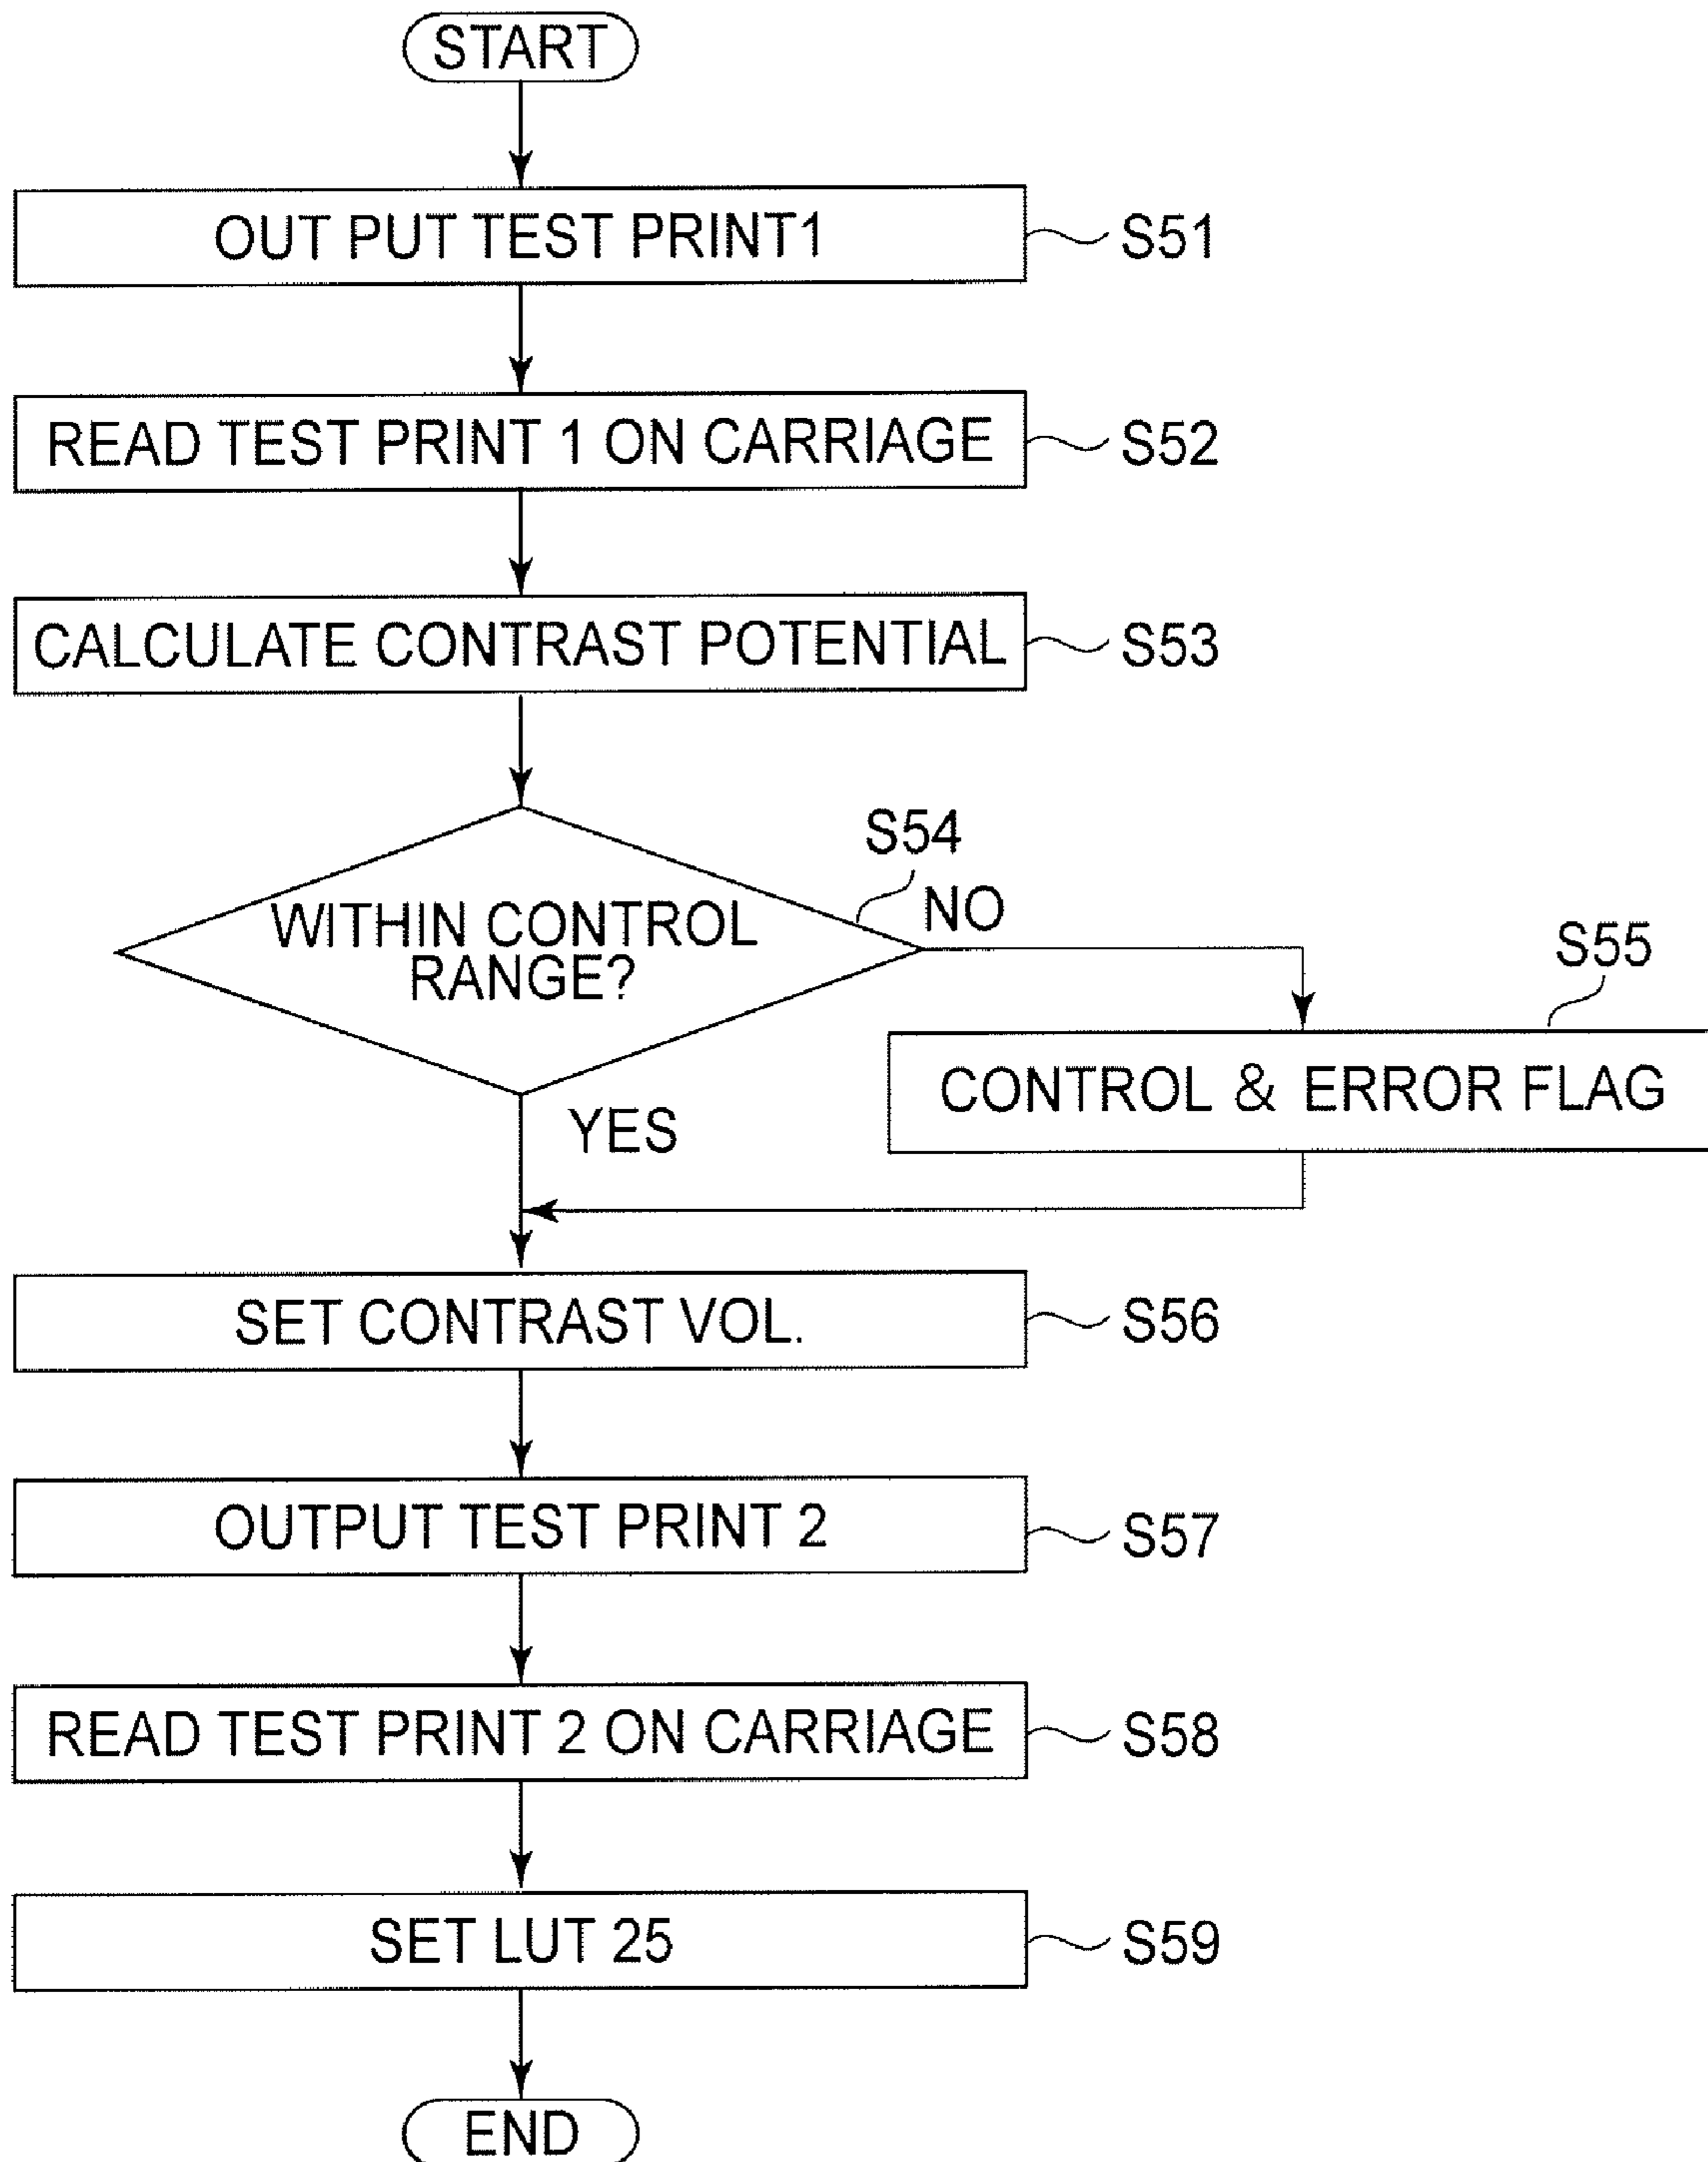 START
OUT PUT TEST PRINT1
S51
READ TEST PRINT 1 ON CARRIAGE
S52
CALCULATE CONTRAST POTENTIAL
S53
S54
WITHIN CONTROL
RANGE?
NO
S55
CONTROL & ERROR FLAG
YES
SET CONTRAST VOL.
S56
OUTPUT TEST PRINT 2
S57
READ TEST PRINT 2 ON CARRIAGE
S58
SET LUT 25
S59
END